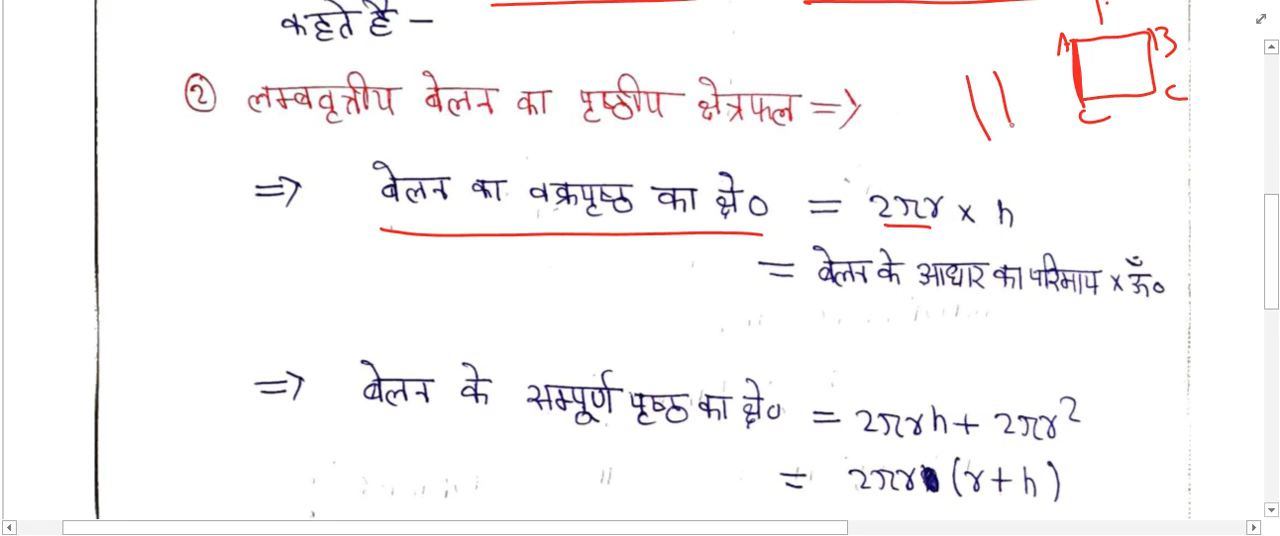 कहते हैं –
A B
C C
② लम्बवृत्तीय बेलन का पृष्ठीय क्षेत्रफल =>
=> बेलन का वक्रपृष्ठ का क्षे० = 2πr × h
= बेलन के आधार का परिमाप × ऊँ०
=> बेलन के सम्पूर्ण पृष्ठ का क्षे० = 2πrh + 2πr²
= 2πr (r + h)